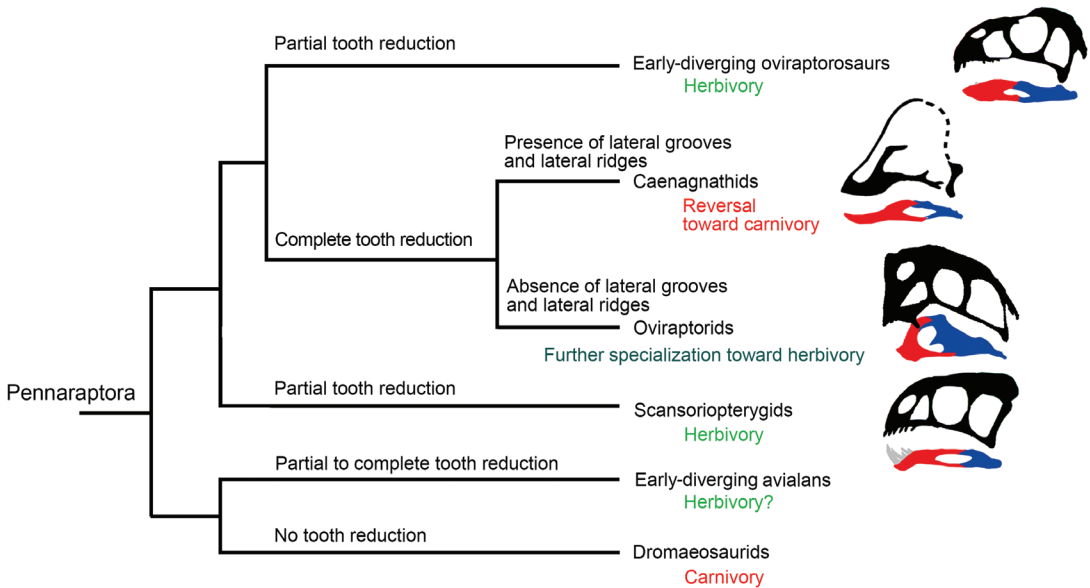 Partial tooth reduction
Early-diverging oviraptorosaurs
Herbivory
Presence of lateral grooves
and lateral ridges
Caenagnathids
Reversal
toward carnivory
Complete tooth reduction
Absence of lateral grooves
and lateral ridges
Oviraptorids
Further specialization toward herbivory
Pennaraptora
Partial tooth reduction
Scansoriopterygids
Herbivory
Partial to complete tooth reduction
Early-diverging avialans
Herbivory?
No tooth reduction
Dromaeosaurids
Carnivory